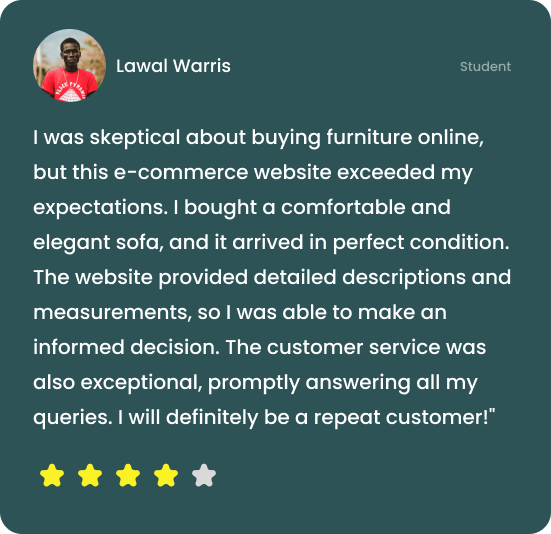 Lawal Warris
Student
I was skeptical about buying furniture online,
but this e-commerce website exceeded my
expectations. I bought a comfortable and
elegant sofa, and it arrived in perfect condition.
The website provided detailed descriptions and
measurements, so I was able to make an
informed decision. The customer service was
also exceptional, promptly answering all my
queries. I will definitely be a repeat customer!"